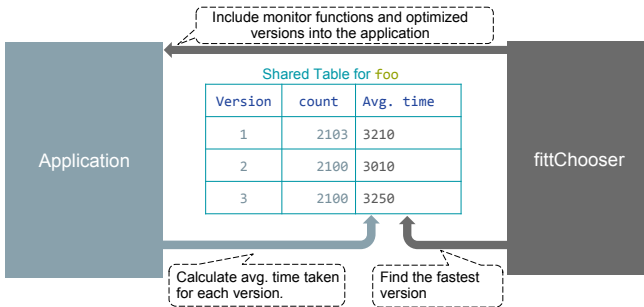 Include monitor functions and optimized
versions into the application
Shared Table for foo
Version count Avg. time
1 2103 3210
2 2100 3010
3 2100 3250
Application
fittChooser
Calculate avg. time taken
for each version.
Find the fastest
version